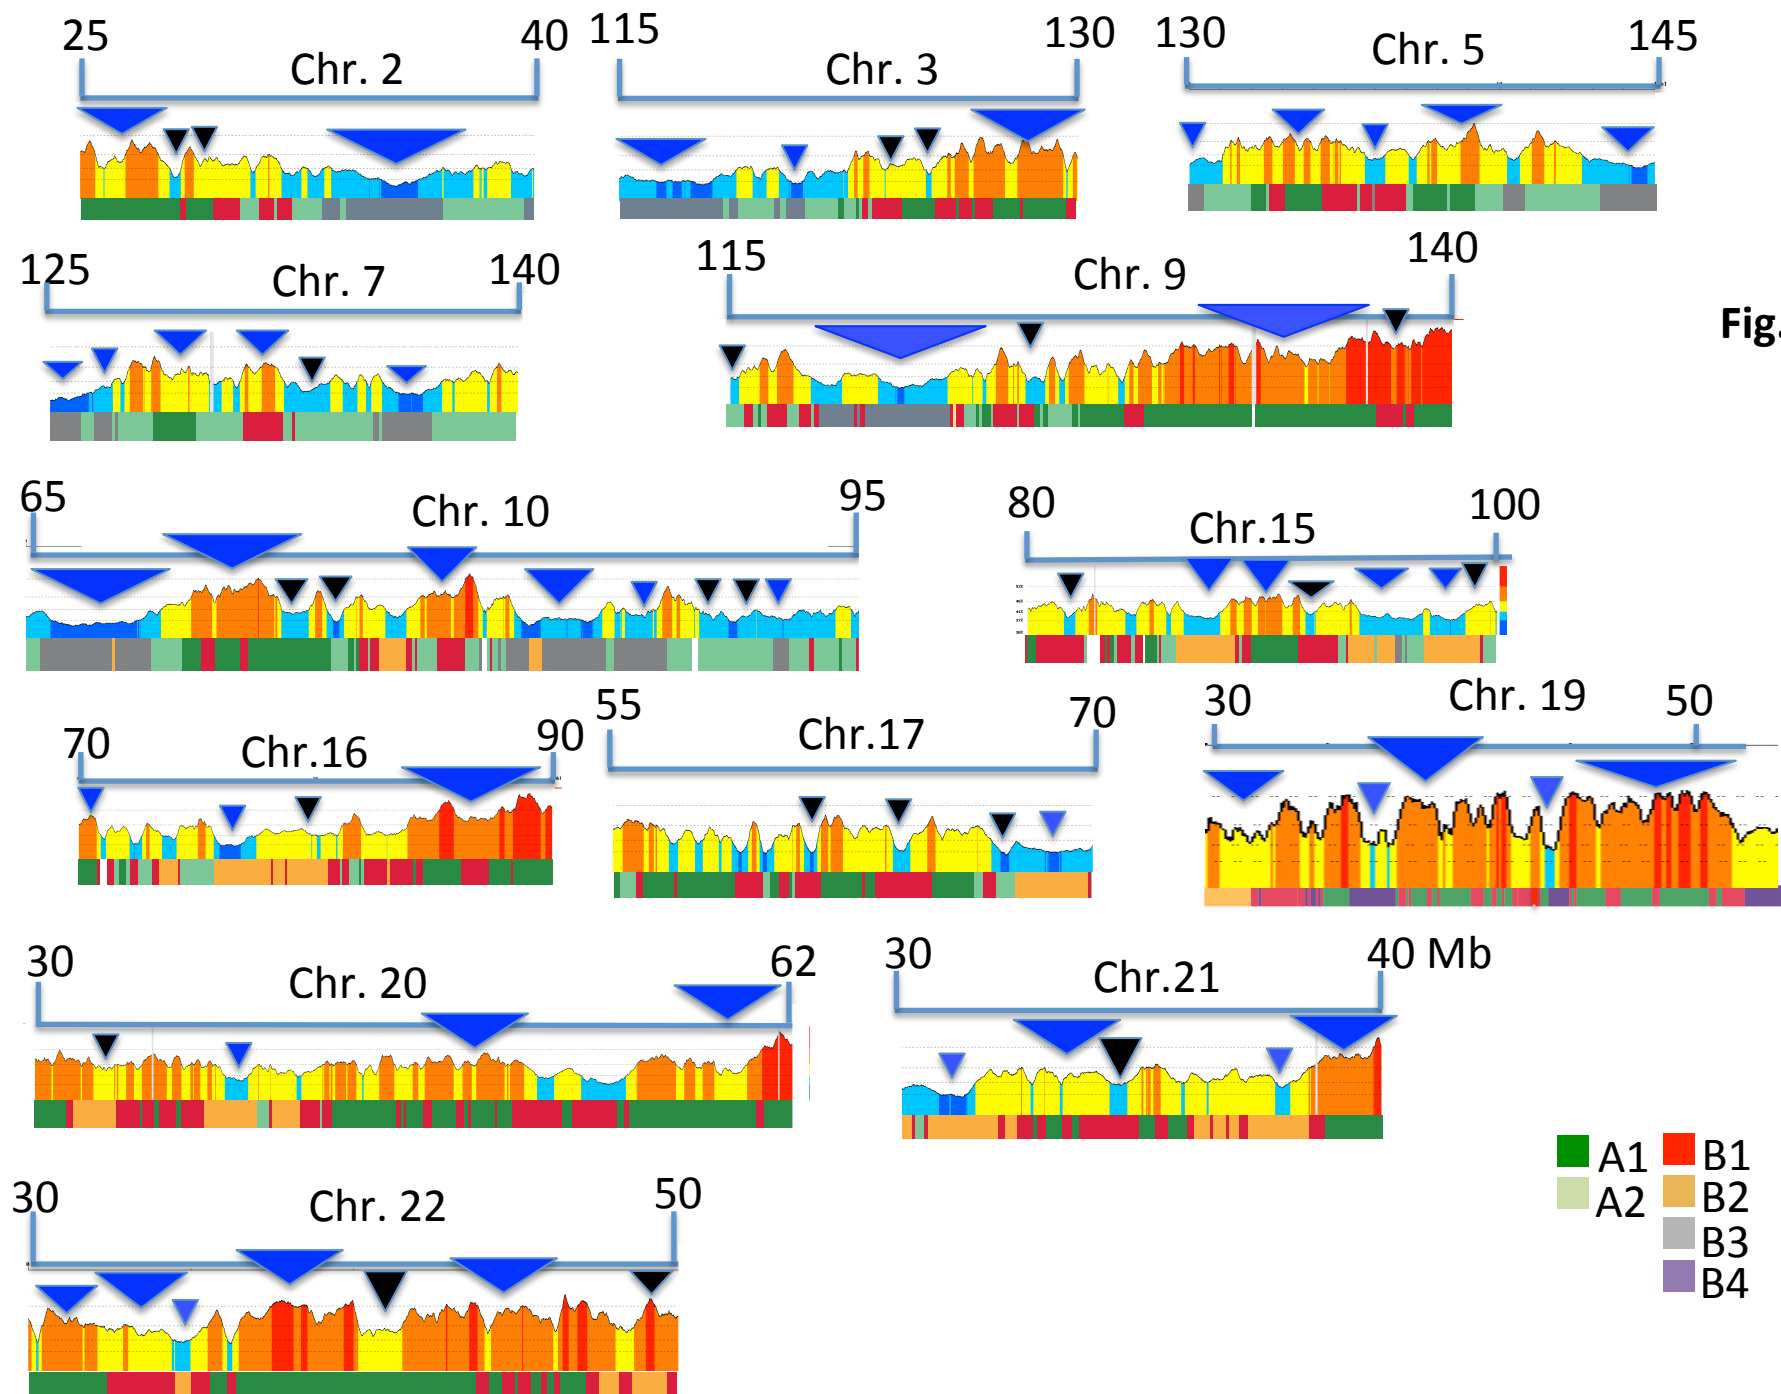 25 Chr. 2 40
115 Chr. 3 130
130 Chr. 5 145
125 Chr. 7 140
115 Chr. 9 140
Fig.
65 Chr. 10 95
80 Chr.15 100
70 Chr.16 90
55 Chr.17 70
30 Chr. 19 50
30 Chr. 20 62
30 Chr.21 40 Mb
30 Chr. 22 50
A1 B1
A2 B2
B3
B4